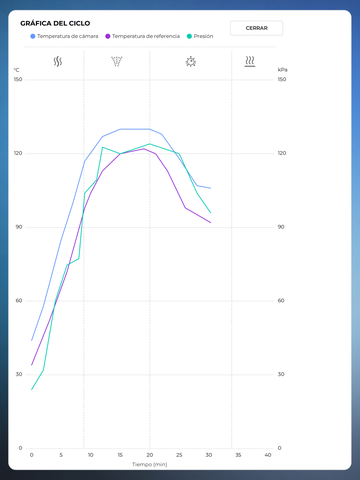 GRÁFICA DEL CICLO
CERRAR
Temperatura de cámara
Temperatura de referencia
Presión
°C
kPa
150
150
120
120
90
90
60
60
30
30
0
0
0 5 10 15 20 25 30 35 40
Tiempo (min)